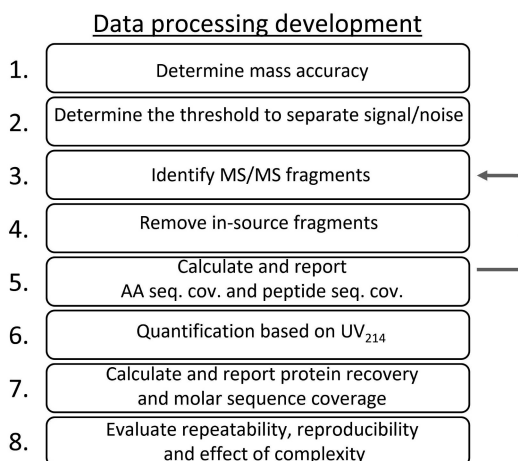 Data processing development
1. Determine mass accuracy
2. Determine the threshold to separate signal/noise
3. Identify MS/MS fragments
4. Remove in-source fragments
5. Calculate and report
AA seq. cov. and peptide seq. cov.
6. Quantification based on UV₂₁₄
7. Calculate and report protein recovery
and molar sequence coverage
8. Evaluate repeatability, reproducibility
and effect of complexity